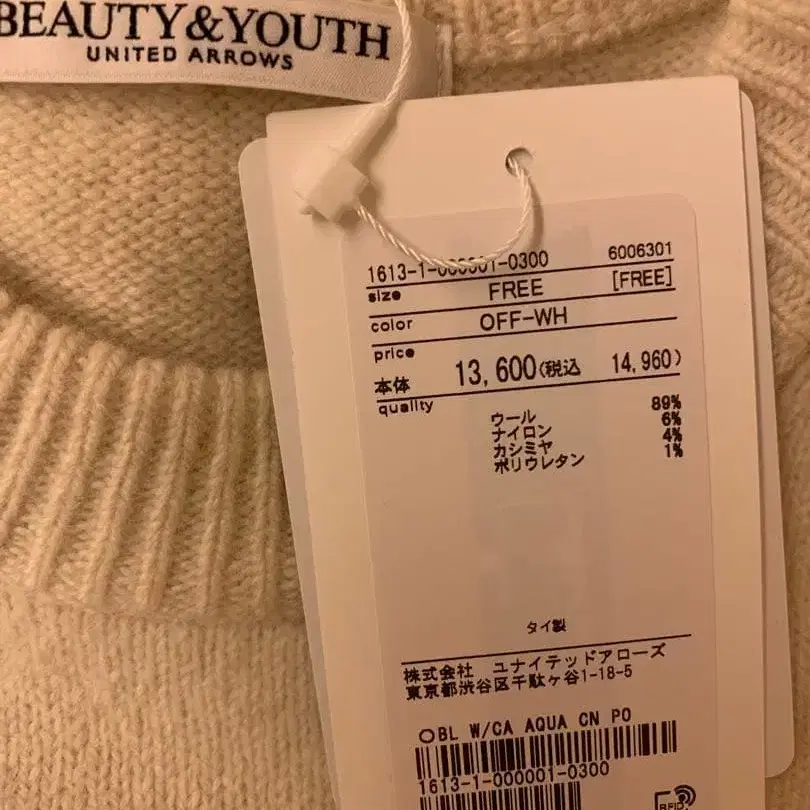 BEAUTY&YOUTH
UNITED ARROWS
1613-1-000001-0300 6006301
size FREE [FREE]
color OFF-WH
price
本体 13,600(税込 14,960)
quality
ウール 89%
ナイロン 6%
カシミヤ 4%
ポリウレタン 1%
タイ製
株式会社 ユナイテッドアローズ
東京都渋谷区千駄ヶ谷1-18-5
○BL W/CA AQUA CN PO
1613-1-000001-0300
RFID